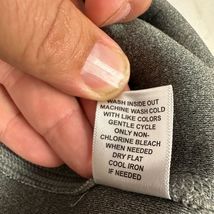 WASH INSIDE OUT
MACHINE WASH COLD
WITH LIKE COLORS
GENTLE CYCLE
ONLY NON-
CHLORINE BLEACH
WHEN NEEDED
DRY FLAT
COOL IRON
IF NEEDED